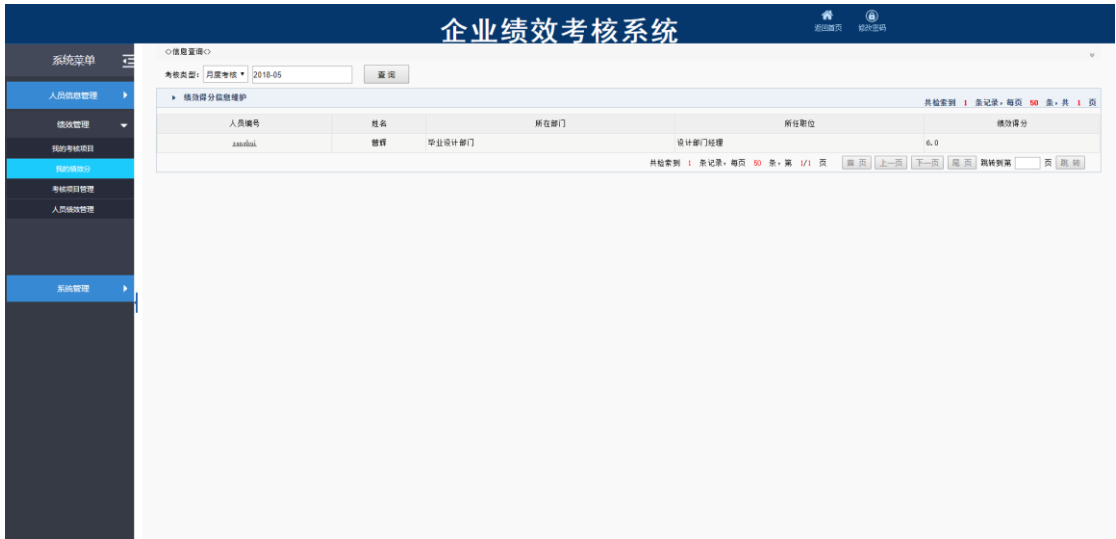 企业绩效考核系统
返回首页 修改密码
系统菜单
人员信息管理
绩效管理
我的考核项目
我的绩效分
考核项目管理
人员绩效管理
系统管理
◇信息查询◇
考核类型: 月度考核 2018-05 查 询
绩效得分信息维护 共检索到 1 条记录,每页 50 条,共 1 页
人员编号 姓名 所在部门 所任职位 绩效得分
毕业设计部门 设计部门经理 6.0
共检索到 1 条记录,每页 50 条,第 1/1 页 首 页 上一页 下一页 尾 页 跳转到第 页 跳 转